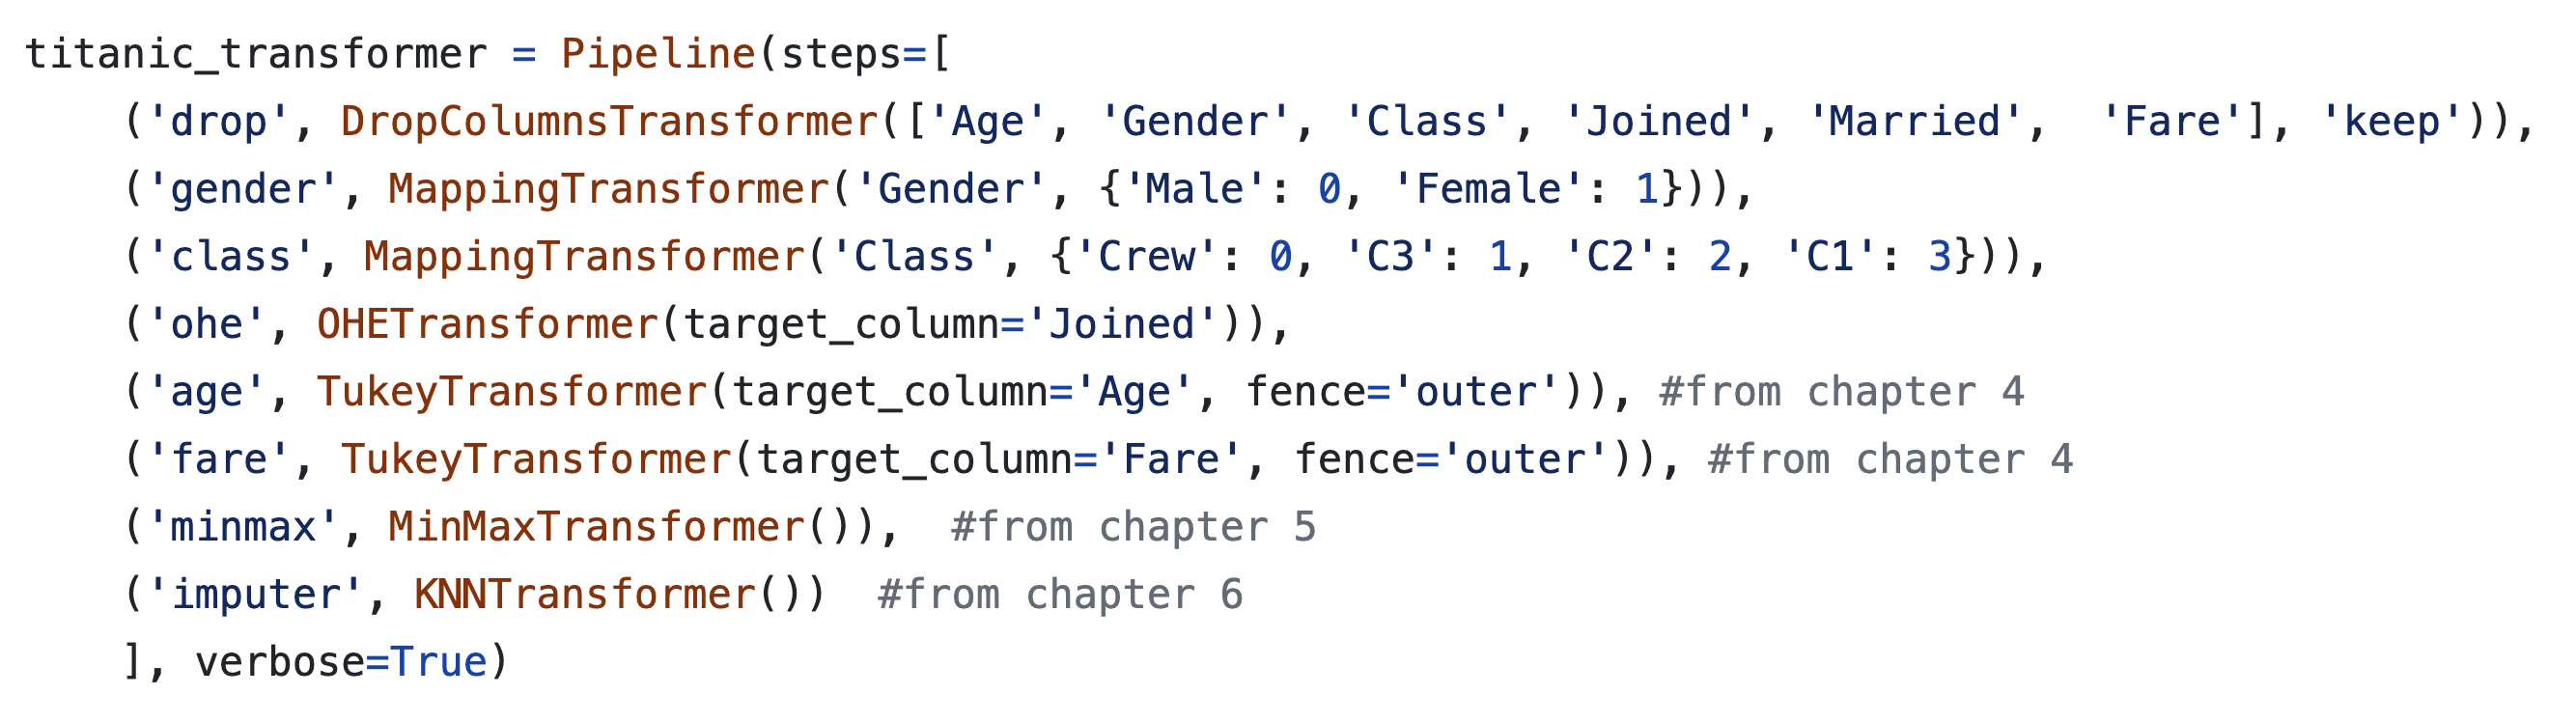 titanic_transformer = Pipeline(steps=[
    ('drop', DropColumnsTransformer(['Age', 'Gender', 'Class', 'Joined', 'Married',  'Fare'], 'keep')),
    ('gender', MappingTransformer('Gender', {'Male': 0, 'Female': 1})),
    ('class', MappingTransformer('Class', {'Crew': 0, 'C3': 1, 'C2': 2, 'C1': 3})),
    ('ohe', OHETransformer(target_column='Joined')),
    ('age', TukeyTransformer(target_column='Age', fence='outer')), #from chapter 4
    ('fare', TukeyTransformer(target_column='Fare', fence='outer')), #from chapter 4
    ('minmax', MinMaxTransformer()),  #from chapter 5
    ('imputer', KNNTransformer())  #from chapter 6
    ], verbose=True)